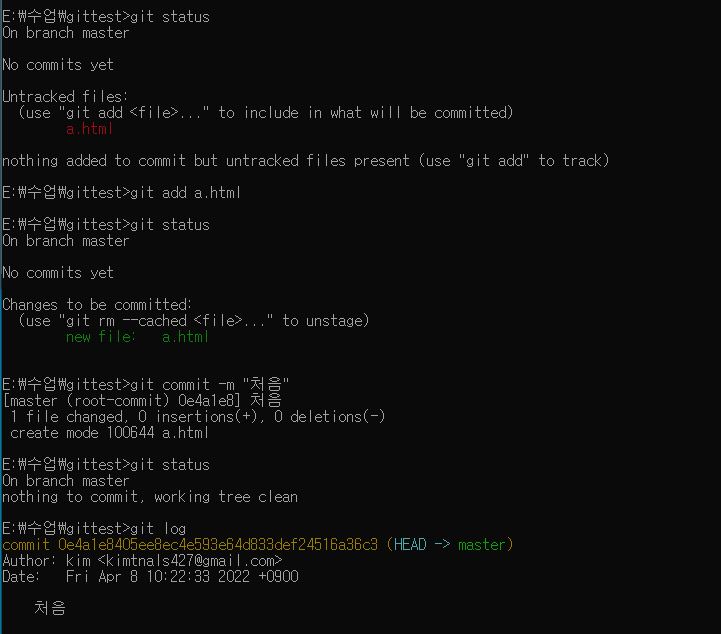 E:₩수업₩gittest>git status
On branch master
No commits yet
Untracked files:
(use "git add <file>..." to include in what will be committed)
a.html
nothing added to commit but untracked files present (use "git add" to track)
E:₩수업₩gittest>git add a.html
E:₩수업₩gittest>git status
On branch master
No commits yet
Changes to be committed:
(use "git rm --cached <file>..." to unstage)
new file:   a.html
E:₩수업₩gittest>git commit -m "처음"
[master (root-commit) 0e4a1e8] 처음
1 file changed, 0 insertions(+), 0 deletions(-)
create mode 100644 a.html
E:₩수업₩gittest>git status
On branch master
nothing to commit, working tree clean
E:₩수업₩gittest>git log
commit 0e4a1e8405ee8ec4e593e64d833def24516a36c3 (HEAD -> master)
Author: Kim <kimtnals427@gmail.com>
Date:   Fri Apr 8 10:22:33 2022 +0900
처음